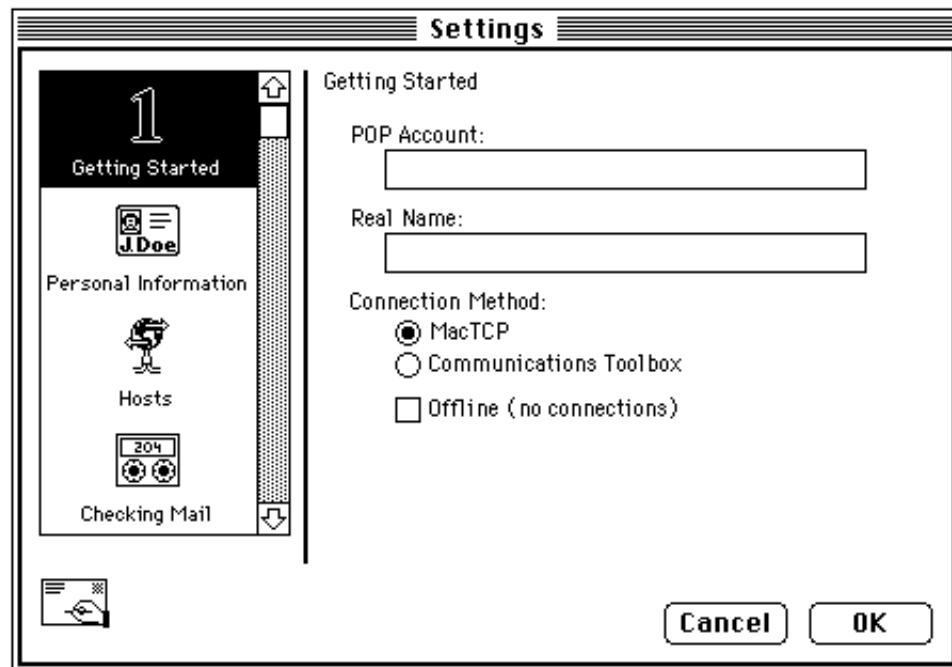 Settings
1
Getting Started
J.Doe
Personal Information
Hosts
204
Checking Mail
Getting Started
POP Account:
Real Name:
Connection Method:
MacTCP
Communications Toolbox
Offline (no connections)
Cancel
OK